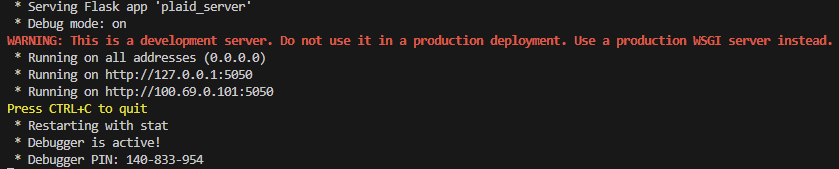 * Serving Flask app 'plaid_server'
* Debug mode: on
WARNING: This is a development server. Do not use it in a production deployment. Use a production WSGI server instead.
* Running on all addresses (0.0.0.0)
* Running on http://127.0.0.1:5050
* Running on http://100.69.0.101:5050
Press CTRL+C to quit
* Restarting with stat
* Debugger is active!
* Debugger PIN: 140-833-954